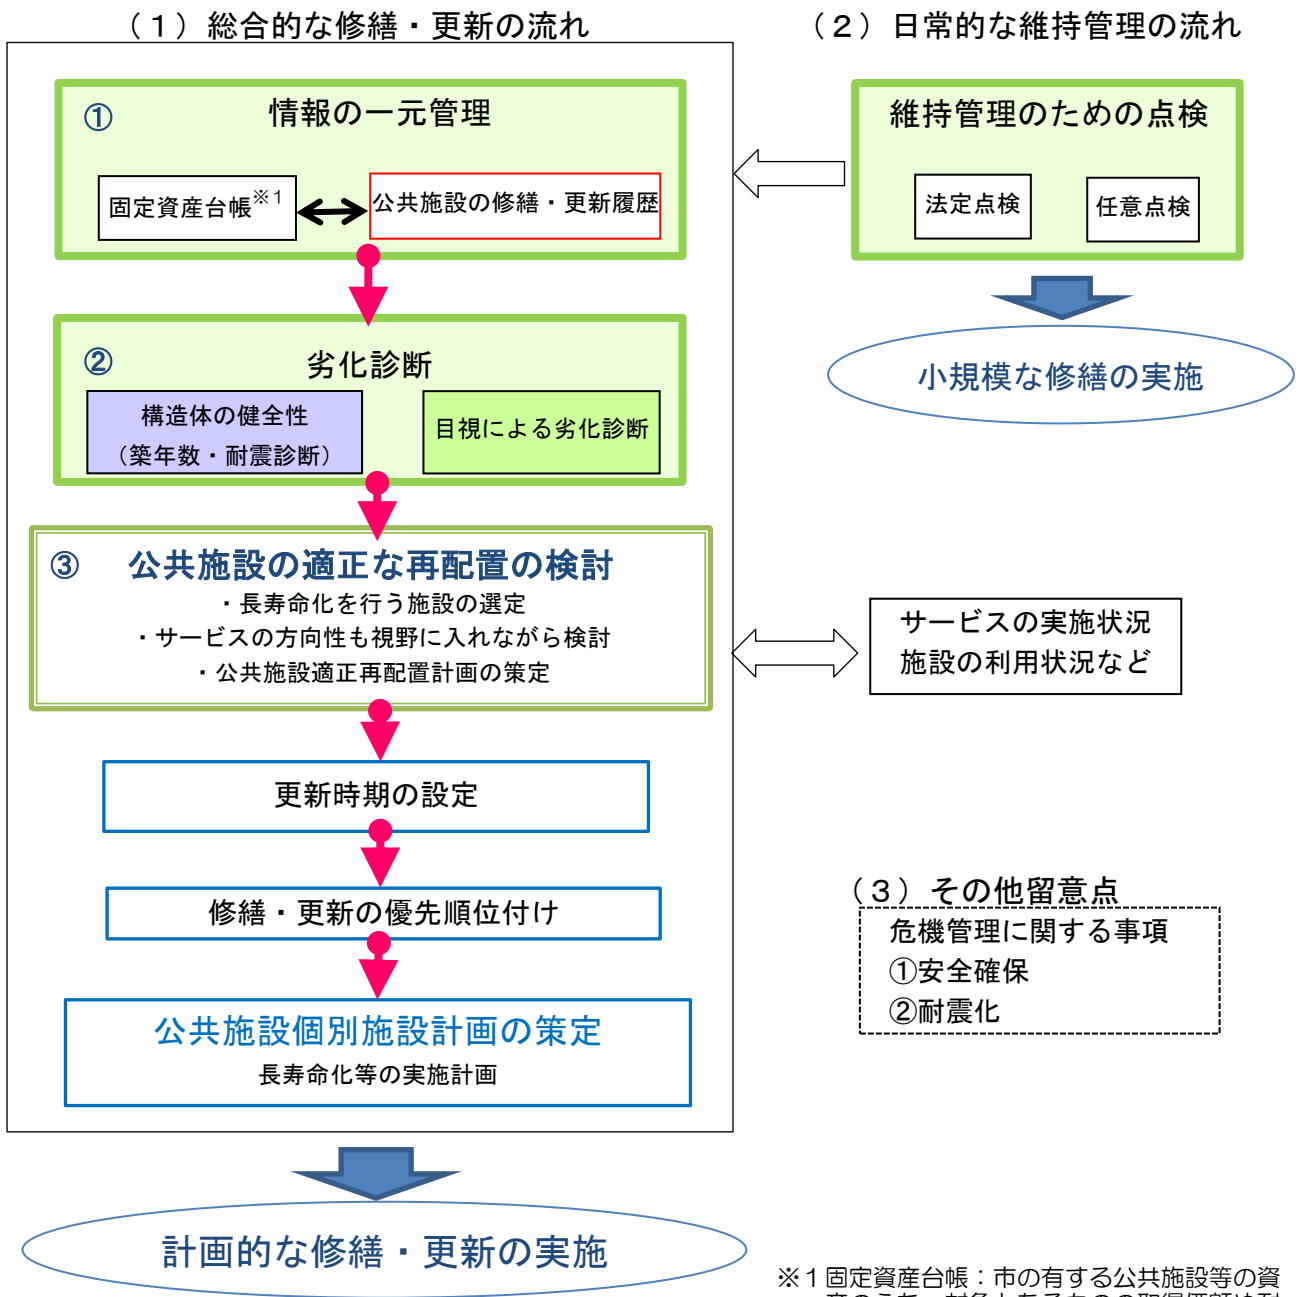 （１）総合的な修繕・更新の流れ
①
情報の一元管理
固定資産台帳※1
公共施設の修繕・更新履歴
②
劣化診断
構造体の健全性
（築年数・耐震診断）
目視による劣化診断
③
公共施設の適正な再配置の検討
・長寿命化を行う施設の選定
・サービスの方向性も視野に入れながら検討
・公共施設適正再配置計画の策定
更新時期の設定
修繕・更新の優先順位付け
公共施設個別施設計画の策定
長寿命化等の実施計画
計画的な修繕・更新の実施
（２）日常的な維持管理の流れ
維持管理のための点検
法定点検
任意点検
小規模な修繕の実施
サービスの実施状況
施設の利用状況など
（３）その他留意点
危機管理に関する事項
①安全確保
②耐震化
※１固定資産台帳：市の有する公共施設等の資